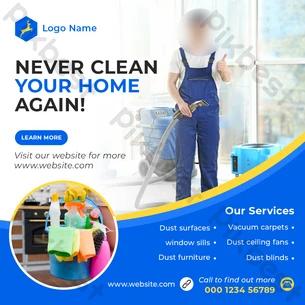 Logo Name
NEVER CLEAN
YOUR HOME
AGAIN!
LEARN MORE
Visit our website for more
www.website.com
Our Services
Dust surfaces
window sills
Dust furniture
Vacuum carpets
Dust ceiling fans
Dust blinds
www.website.com
Call to find out more
000 1234 56789
pikbest